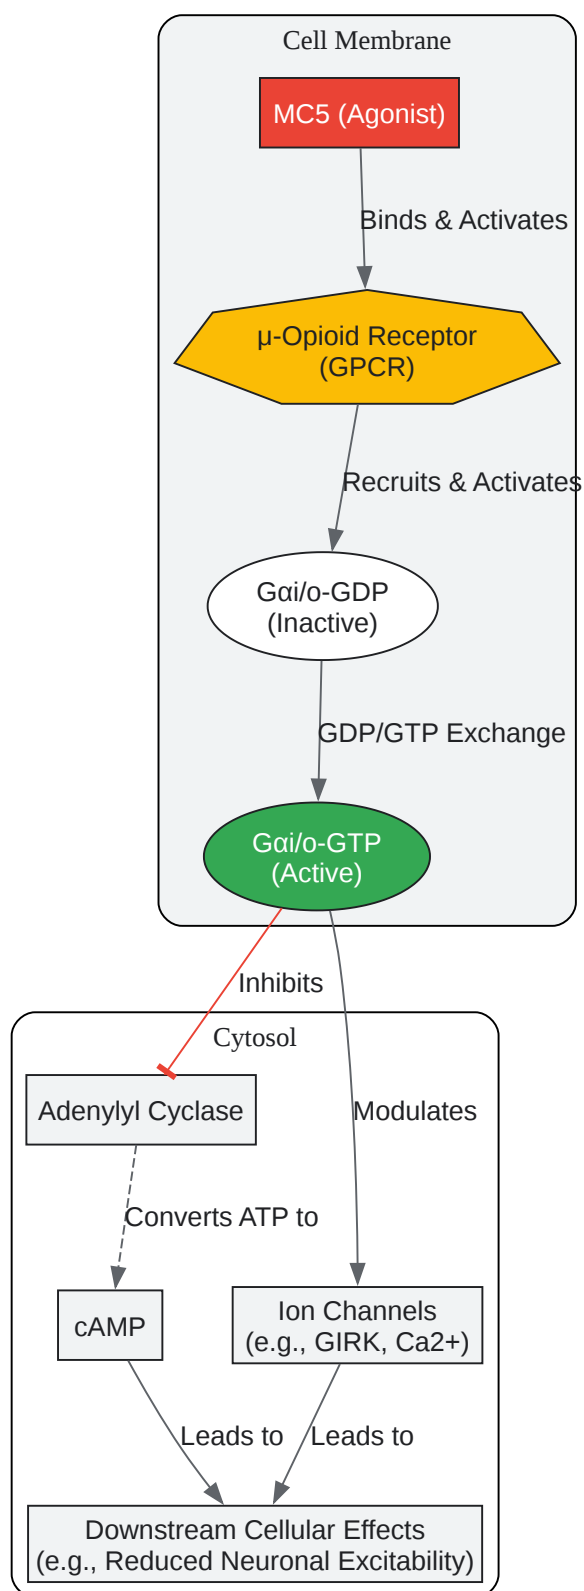 Cell Membrane
MC5 (Agonist)
Binds & Activates
μ-Opioid Receptor
(GPCR)
Recruits & Activates
Gαi/o-GDP
(Inactive)
GDP/GTP Exchange
Gαi/o-GTP
(Active)
Inhibits
Cytosol
Adenylyl Cyclase
Modulates
Converts ATP to
cAMP
Ion Channels
(e.g., GIRK, Ca2+)
Leads to
Leads to
Downstream Cellular Effects
(e.g., Reduced Neuronal Excitability)